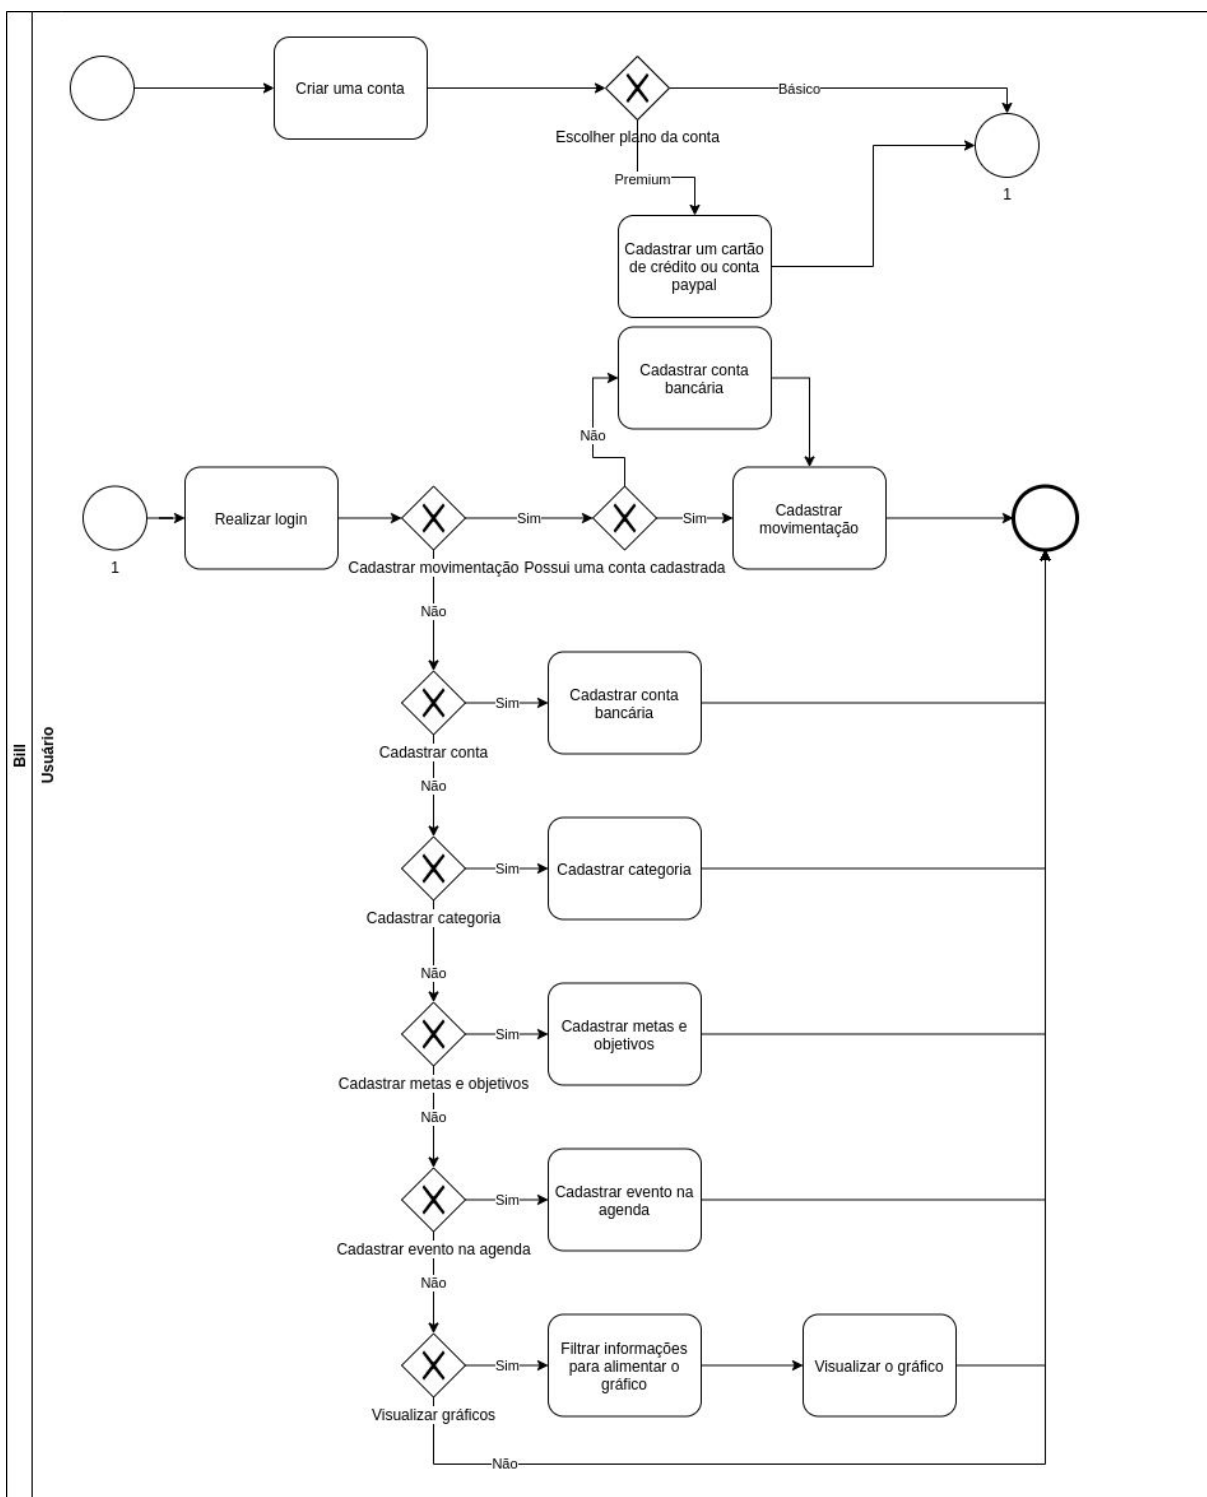 Bill
Usuário
Criar uma conta
Básico
Escolher plano da conta
Premium
1
Cadastrar um cartão
de crédito ou conta
paypal
Cadastrar conta
bancária
Não
Realizar login
Sim
Sim
Cadastrar
movimentação
1
Cadastrar movimentação
Possui uma conta cadastrada
Não
Sim
Cadastrar conta
bancária
Cadastrar conta
Não
Sim
Cadastrar categoria
Cadastrar categoria
Não
Sim
Cadastrar metas e
objetivos
Cadastrar metas e objetivos
Não
Sim
Cadastrar evento na
agenda
Cadastrar evento na agenda
Não
Sim
Filtrar informações
para alimentar o
gráfico
Visualizar o gráfico
Visualizar gráficos
Não